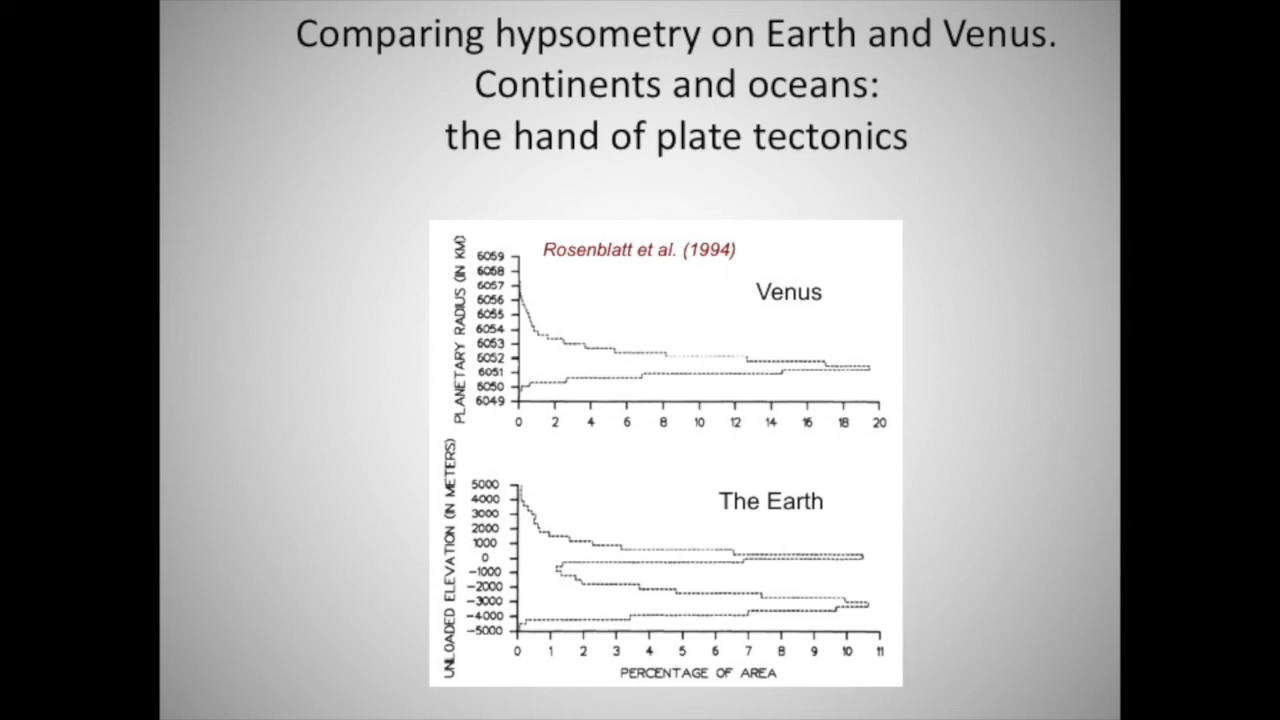 Comparing hypsometry on Earth and Venus.
Continents and oceans:
the hand of plate tectonics
PLANETARY RADIUS (IN KM)
Rosenblatt et al. (1994)
Venus
6059
6058
6057
6056
6055
6054
6053
6052
6051
6050
6049
0 2 4 6 8 10 12 14 16 18 20
UNLOADED ELEVATION (IN METERS)
The Earth
5000
4000
3000
2000
1000
0
-1000
-2000
-3000
-4000
-5000
0 1 2 3 4 5 6 7 8 9 10 11
PERCENTAGE OF AREA